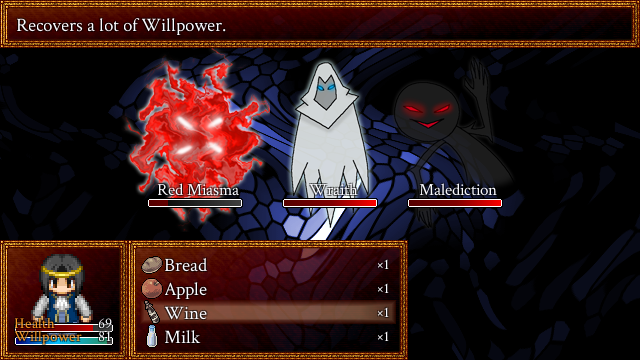 Recovers a lot of Willpower.
Red Miasma
Wraith
Malediction
Health 69
Willpower 81
Bread ×1
Apple ×1
Wine ×1
Milk ×1